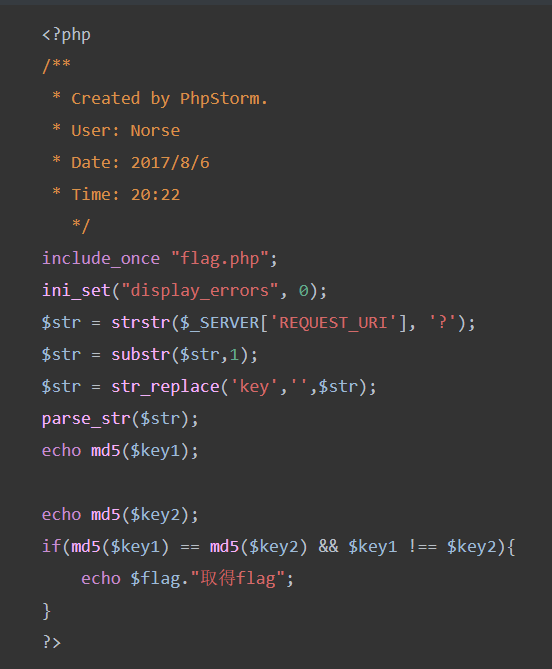 <?php
/**
 * Created by PhpStorm.
 * User: Norse
 * Date: 2017/8/6
 * Time: 20:22
   */
include_once "flag.php";
ini_set("display_errors", 0);
$str = strstr($_SERVER['REQUEST_URI'], '?');
$str = substr($str,1);
$str = str_replace('key','',$str);
parse_str($str);
echo md5($key1);

echo md5($key2);
if(md5($key1) == md5($key2) && $key1 !== $key2){
    echo $flag."取得flag";
}
?>